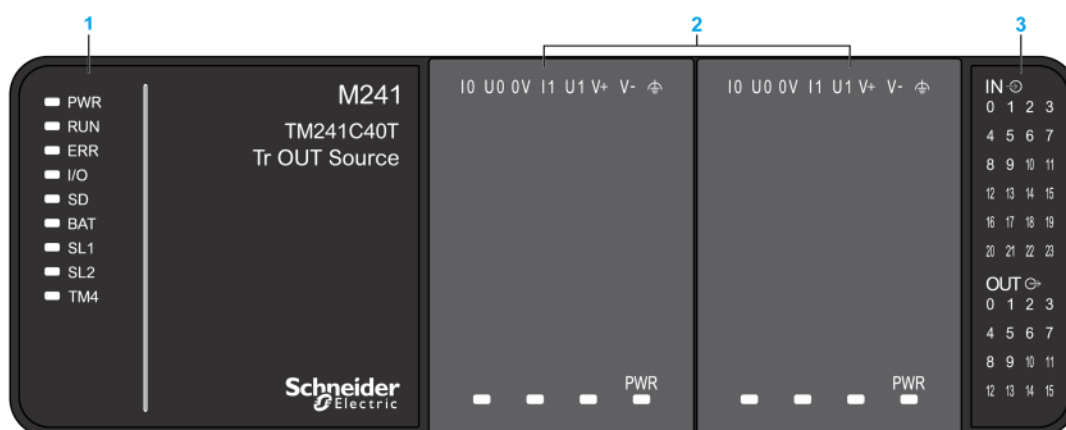 1
2
3
PWR
RUN
ERR
I/O
SD
BAT
SL1
SL2
TM4
M241
TM241C40T
Tr OUT Source
Schneider
Electric
I0 U0 0V I1 U1 V+ V-
PWR
I0 U0 0V I1 U1 V+ V-
PWR
IN
0 1 2 3
4 5 6 7
8 9 10 11
12 13 14 15
16 17 18 19
20 21 22 23
OUT
0 1 2 3
4 5 6 7
8 9 10 11
12 13 14 15